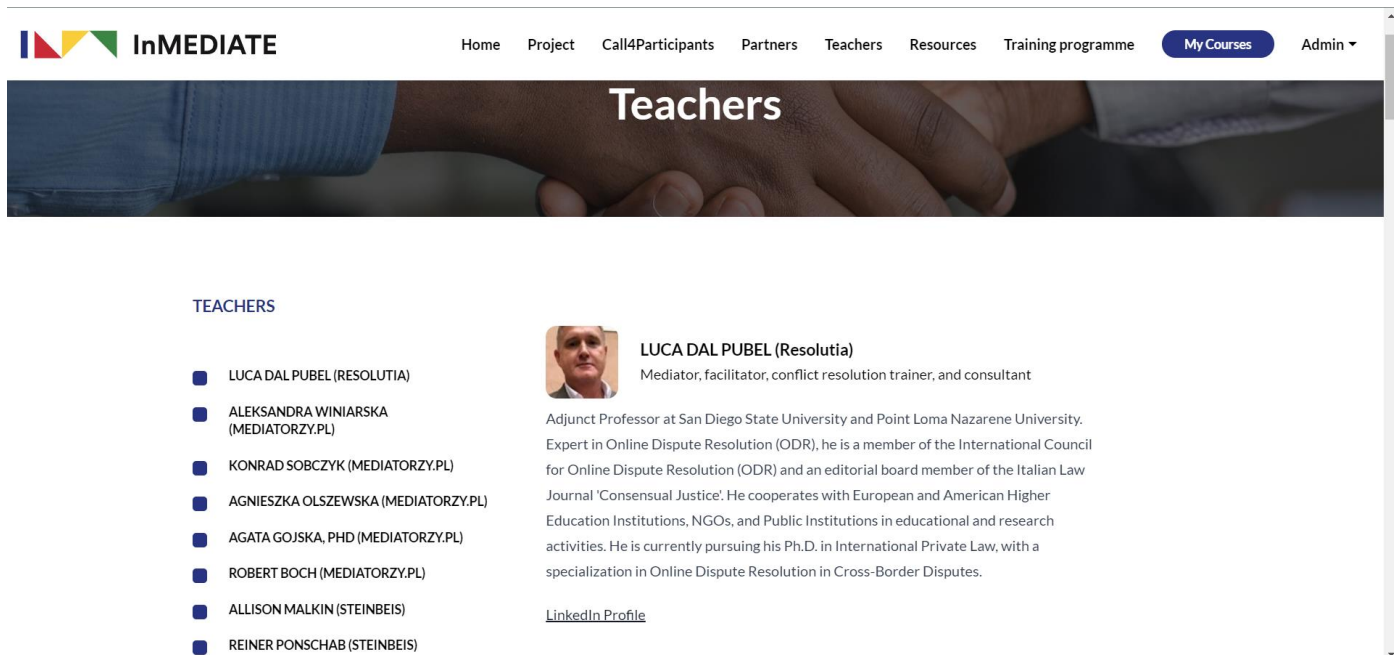 InMEDIATE
Home Project Call4Participants Partners Teachers Resources Training programme My Courses Admin
Teachers
TEACHERS
LUCA DAL PUBEL (RESOLUTIA)
ALEKSANDRA WINIARSKA
(MEDIATORZY.PL)
KONRAD SOBCZYK (MEDIATORZY.PL)
AGNIESZKA OLSZEWSKA (MEDIATORZY.PL)
AGATA GOJSKA, PHD (MEDIATORZY.PL)
ROBERT BOCH (MEDIATORZY.PL)
ALLISON MALKIN (STEINBEIS)
REINER PONSCHAB (STEINBEIS)
LUCA DAL PUBEL (Resolutia)
Mediator, facilitator, conflict resolution trainer, and consultant
Adjunct Professor at San Diego State University and Point Loma Nazarene University.
Expert in Online Dispute Resolution (ODR), he is a member of the International Council
for Online Dispute Resolution (ODR) and an editorial board member of the Italian Law
Journal 'Consensual Justice'. He cooperates with European and American Higher
Education Institutions, NGOs, and Public Institutions in educational and research
activities. He is currently pursuing his Ph.D. in International Private Law, with a
specialization in Online Dispute Resolution in Cross-Border Disputes.
LinkedIn Profile